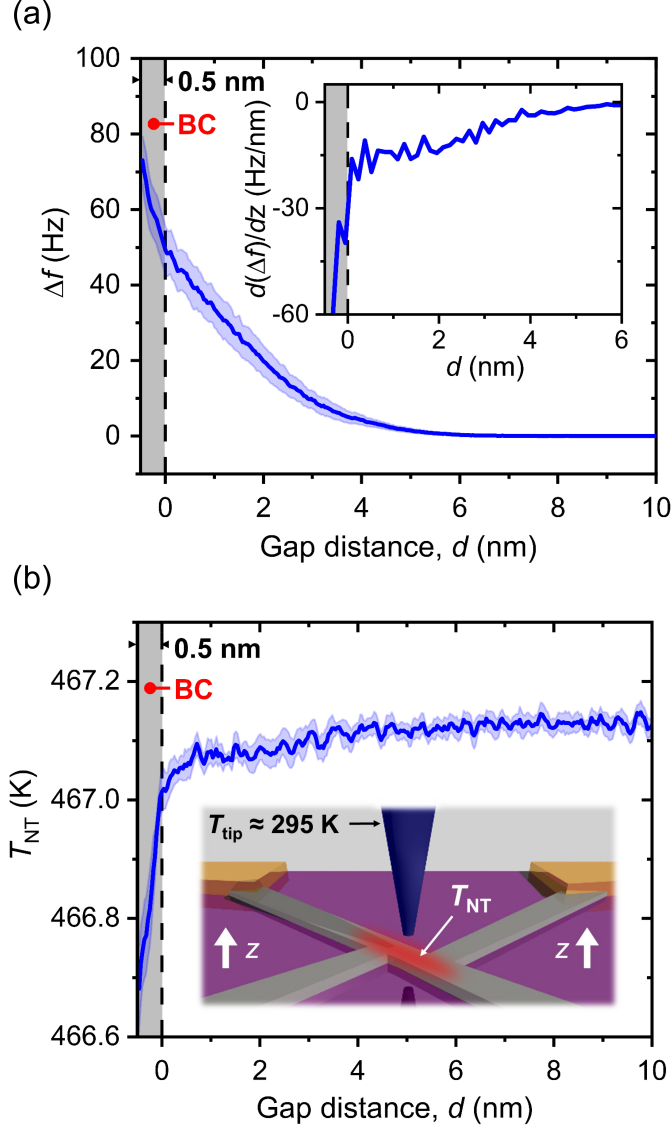 (a)
100
80
60
40
20
0
Δf (Hz)
0.5 nm
BC
0
-30
-60
d(Δf)/dz (Hz/nm)
0 2 4 6
d (nm)
0 2 4 6 8 10
Gap distance, d (nm)
(b)
467.2
467.0
466.8
466.6
T_NT (K)
0.5 nm
BC
T_tip ≈ 295 K
T_NT
z z
0 2 4 6 8 10
Gap distance, d (nm)